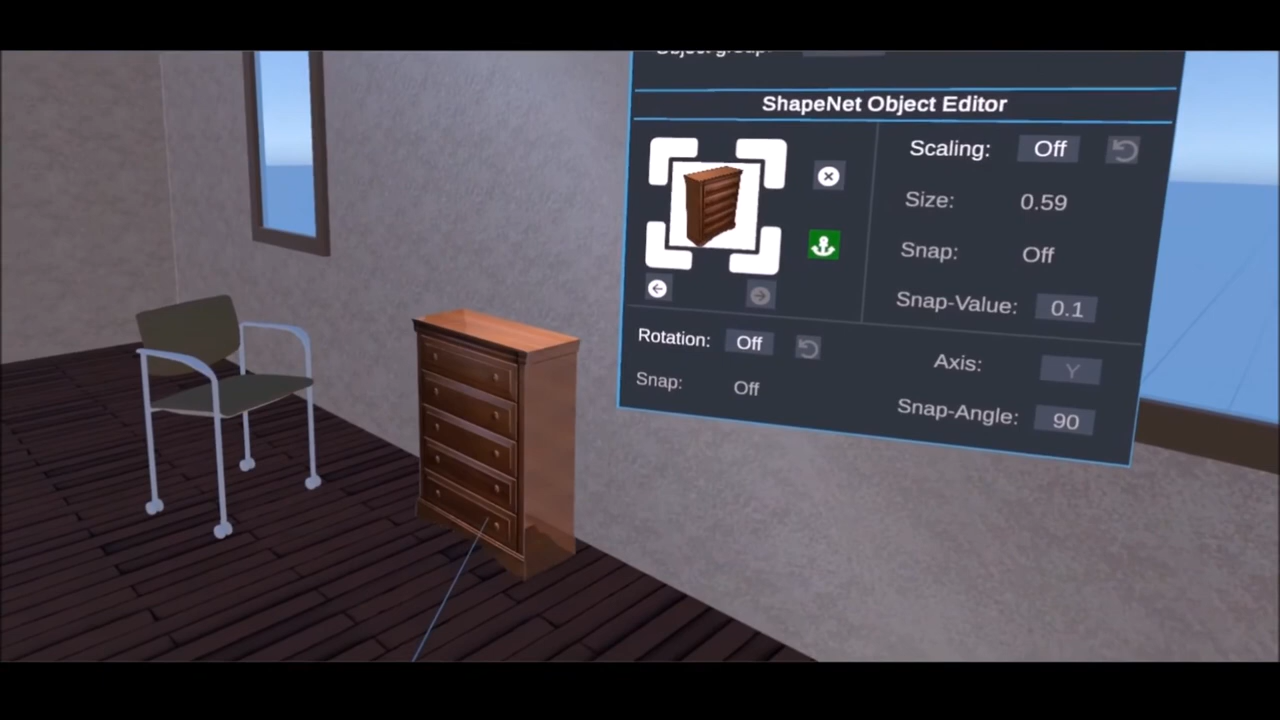 ShapeNet Object Editor
Scaling: Off
Size: 0.59
Snap: Off
Snap-Value: 0.1
Rotation: Off
Axis: Y
Snap: Off
Snap-Angle: 90